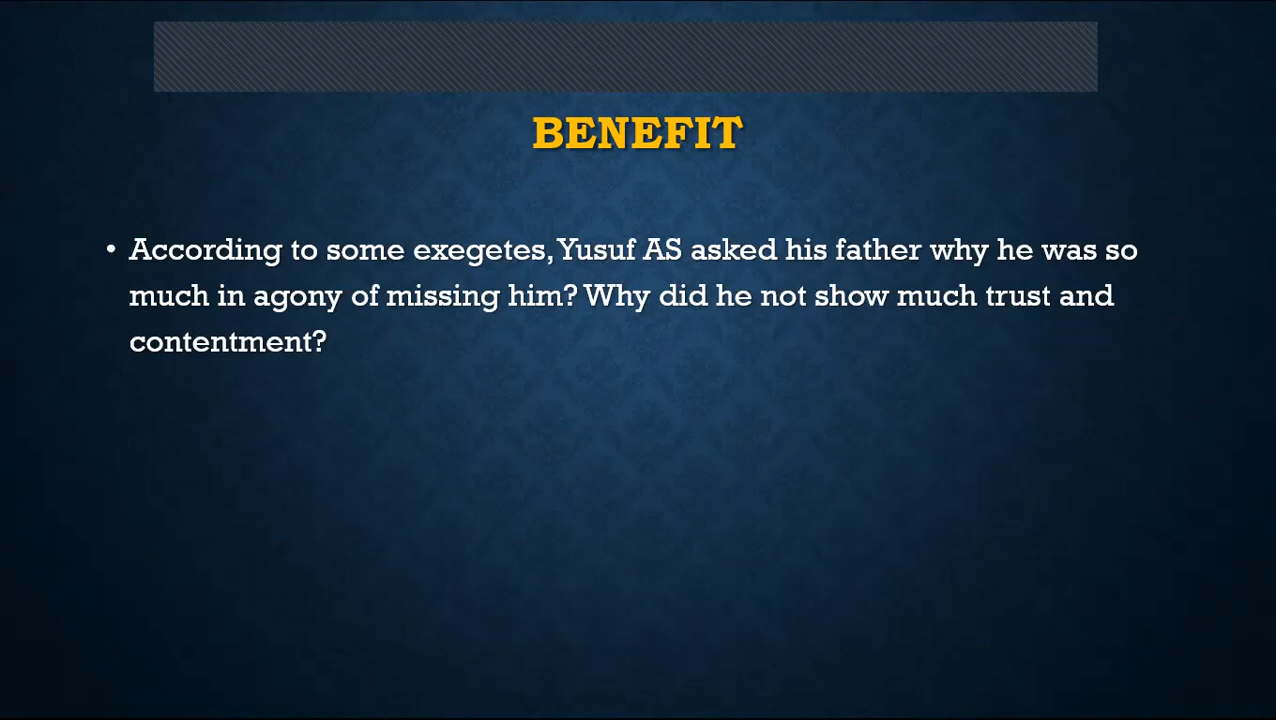 BENEFIT
• According to some exegetes, Yusuf AS asked his father why he was so
much in agony of missing him? Why did he not show much trust and
contentment?